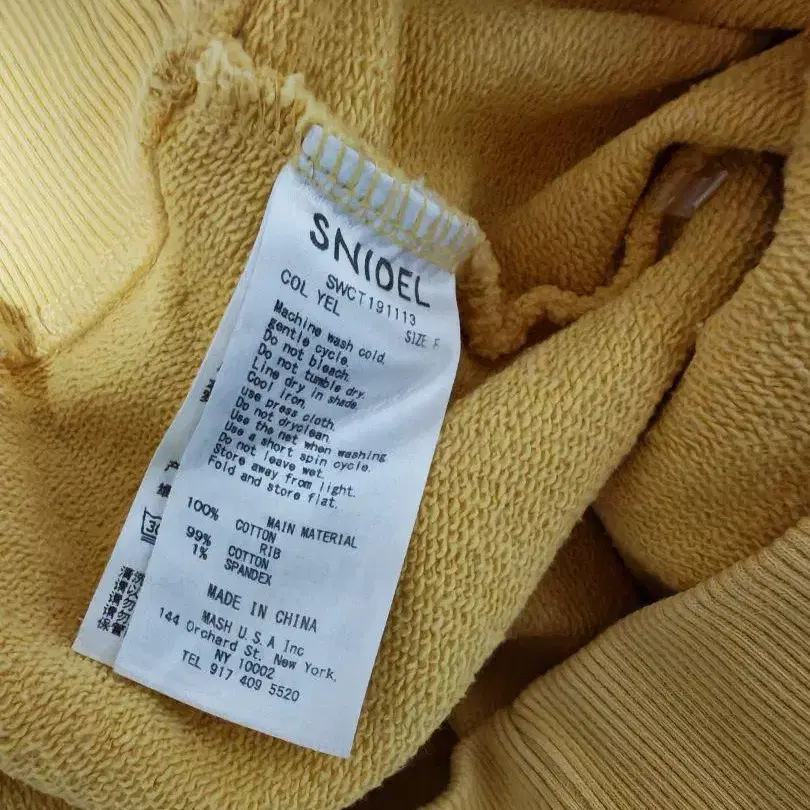 SNIDEL
SWCT191113
COL YEL
SIZE F
Machine wash cold.
gentle cycle.
Do not bleach.
Do not tumble dry.
Line dry in shade.
Cool iron.
use press cloth.
Do not dryclean.
Use the net when washing.
Use a short spin cycle.
Do not leave wet.
Store away from light.
Fold and store flat.
MAIN MATERIAL
100% COTTON
RIB
99% COTTON
1% SPANDEX
MADE IN CHINA
MASH U.S.A Inc
144 Orchard St. New York.
NY 10002
TEL 917 409 5520
30